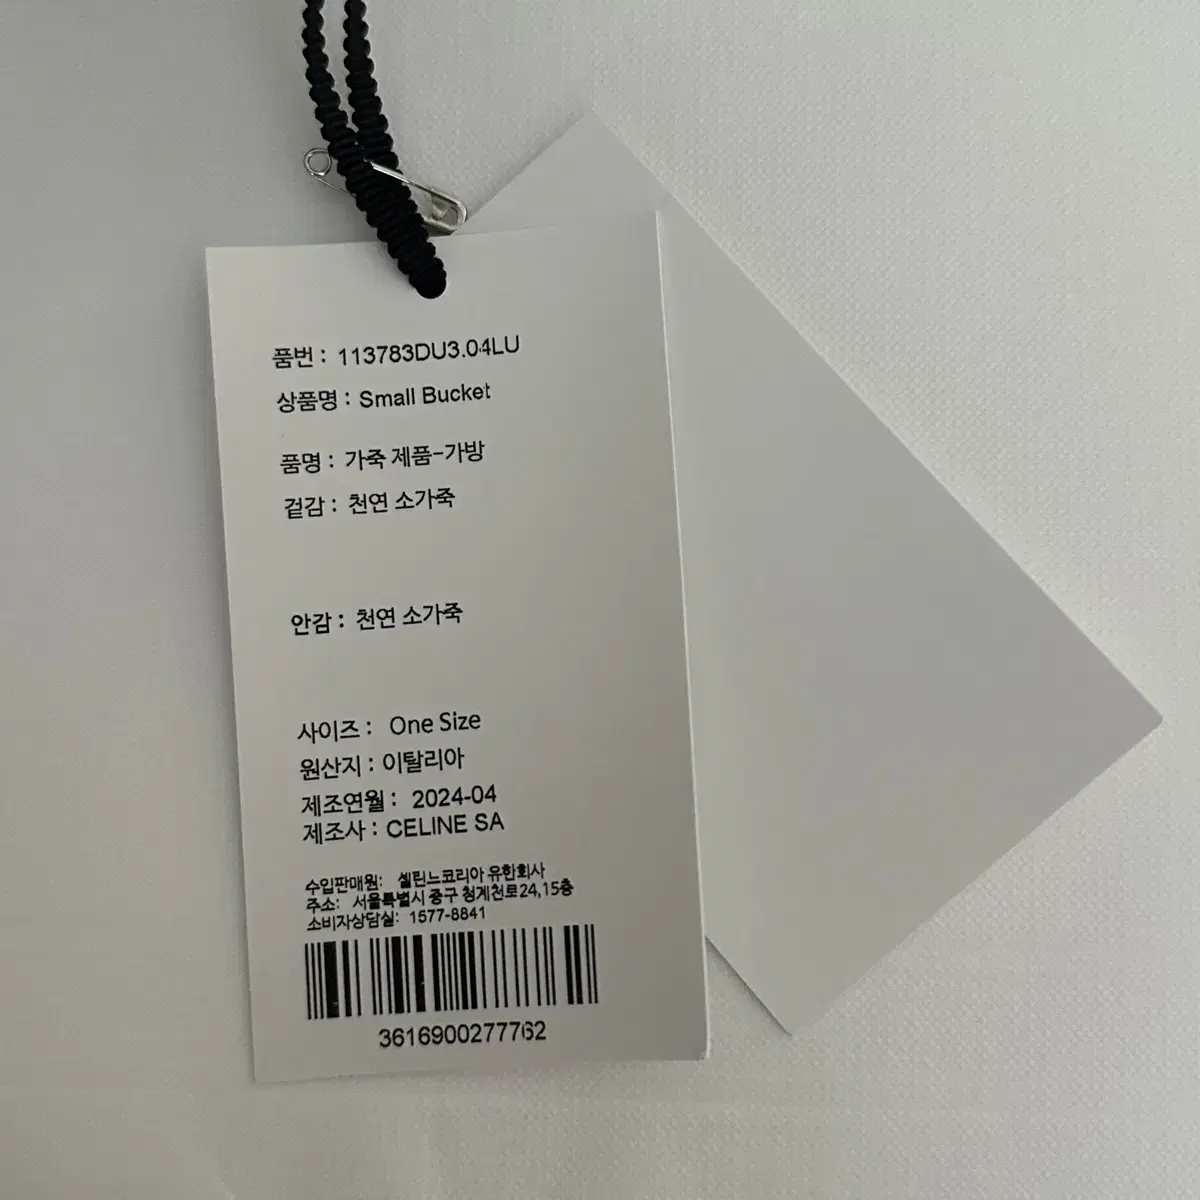 품번 : 113783DU3.04LU
상품명 : Small Bucket
품명 : 가죽 제품-가방
겉감 : 천연 소가죽
안감 : 천연 소가죽
사이즈 : One Size
원산지 : 이탈리아
제조연월 : 2024-04
제조사 : CELINE SA
수입판매원: 셀린느코리아 유한회사
주소: 서울특별시 중구 청계천로24,15층
소비자상담실: 1577-8841
3616900277762